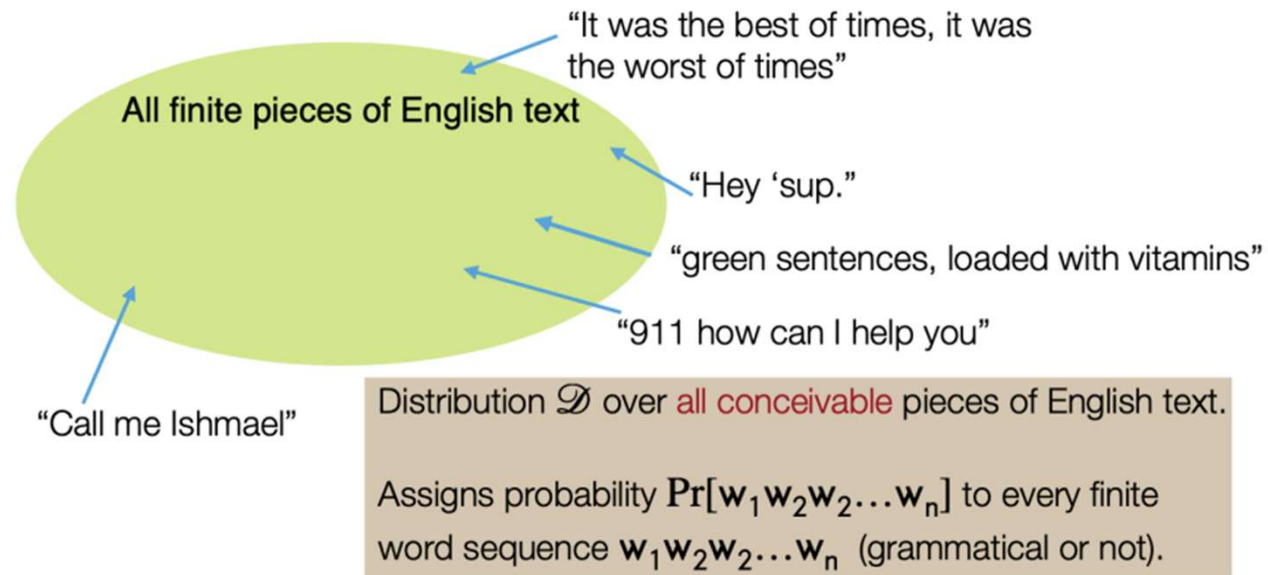 “It was the best of times, it was
the worst of times”
All finite pieces of English text
“Hey ‘sup.”
“green sentences, loaded with vitamins”
“911 how can I help you”
“Call me Ishmael”
Distribution 𝒟 over all conceivable pieces of English text.
Assigns probability Pr[w₁w₂w₂...wₙ] to every finite
word sequence w₁w₂w₂...wₙ (grammatical or not).